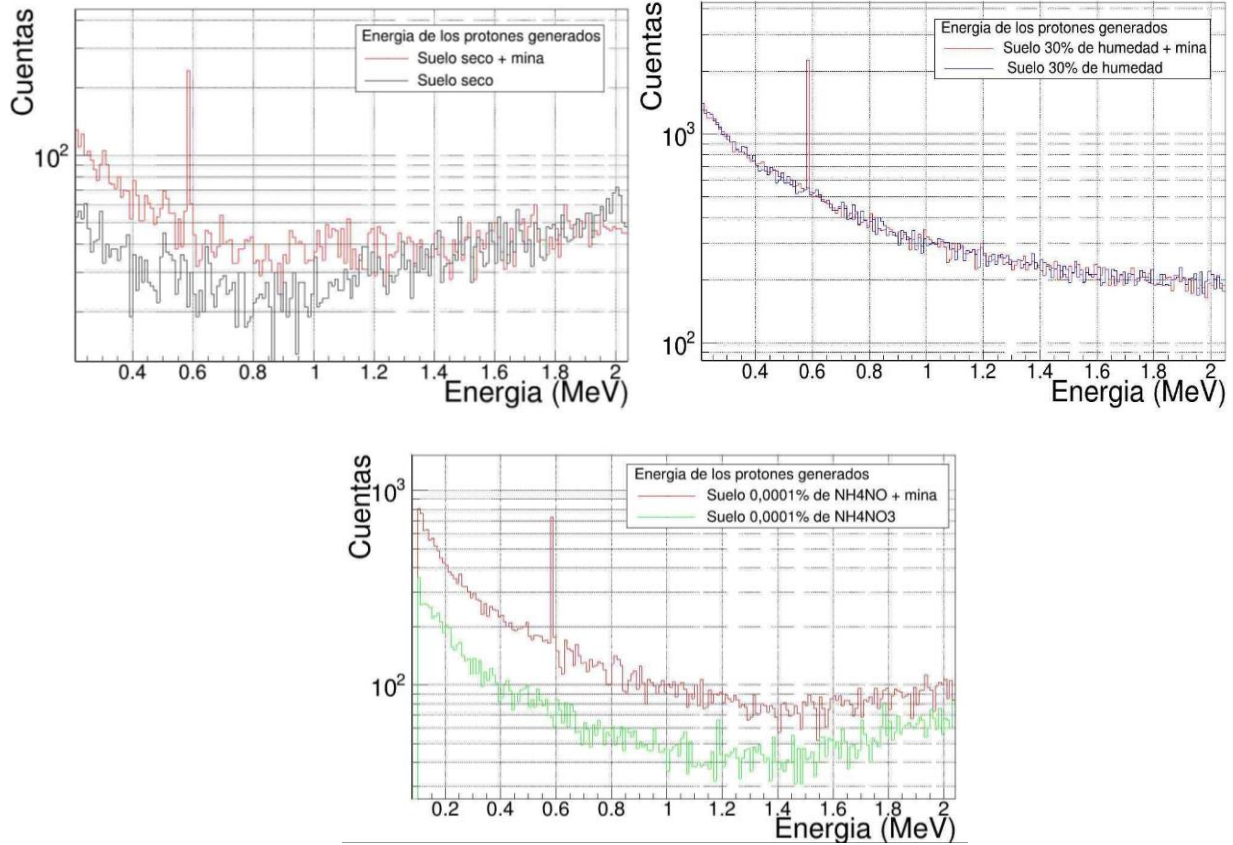 Cuentas
Energia de los protones generados
Suelo seco + mina
Suelo seco
10²
0.4 0.6 0.8 1 1.2 1.4 1.6 1.8 2
Energia (MeV)
Cuentas
Energia de los protones generados
Suelo 30% de humedad + mina
Suelo 30% de humedad
10³
10²
0.4 0.6 0.8 1 1.2 1.4 1.6 1.8 2
Energia (MeV)
Cuentas
Energia de los protones generados
Suelo 0,0001% de NH4NO + mina
Suelo 0,0001% de NH4NO3
10³
10²
0.2 0.4 0.6 0.8 1 1.2 1.4 1.6 1.8 2
Energia (MeV)